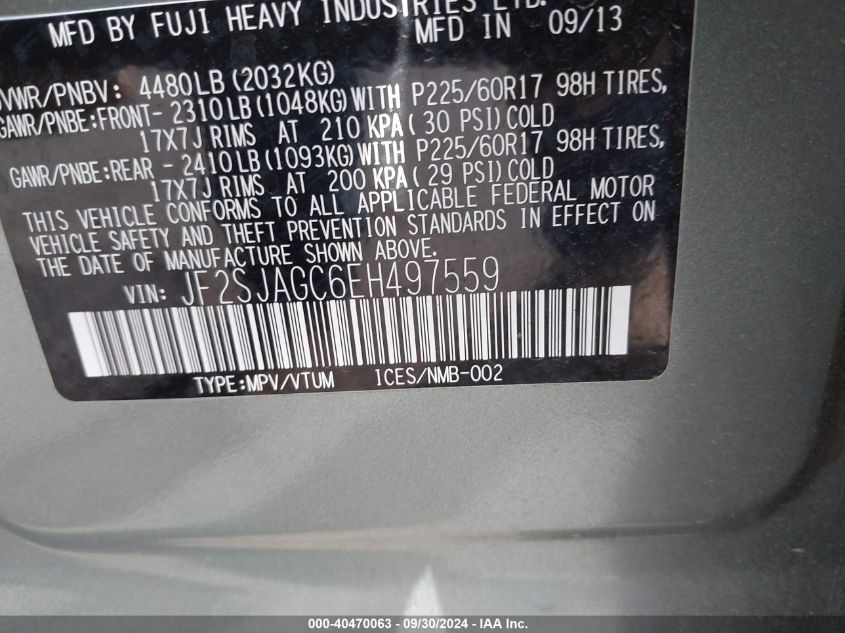 MFD BY FUJI HEAVY INDUSTRIES LTD.
MFD IN 09/13
GVWR/PNBV: 4480LB(2032KG)
GAWR/PNBE:FRONT- 2310LB(1048KG)WITH P225/60R17 98H TIRES,
17X7J RIMS AT 210 KPA(30 PSI)COLD
GAWR/PNBE:REAR - 2410LB(1093KG)WITH P225/60R17 98H TIRES,
17X7J RIMS AT 200 KPA(29 PSI)COLD
THIS VEHICLE CONFORMS TO ALL APPLICABLE FEDERAL MOTOR
VEHICLE SAFETY AND THEFT PREVENTION STANDARDS IN EFFECT ON
THE DATE OF MANUFACTURE SHOWN ABOVE.
VIN: JF2SJAGC6EH497559
TYPE:MPV/VTUM ICES/NMB-002
000-40470063 - 09/30/2024 - IAA Inc.